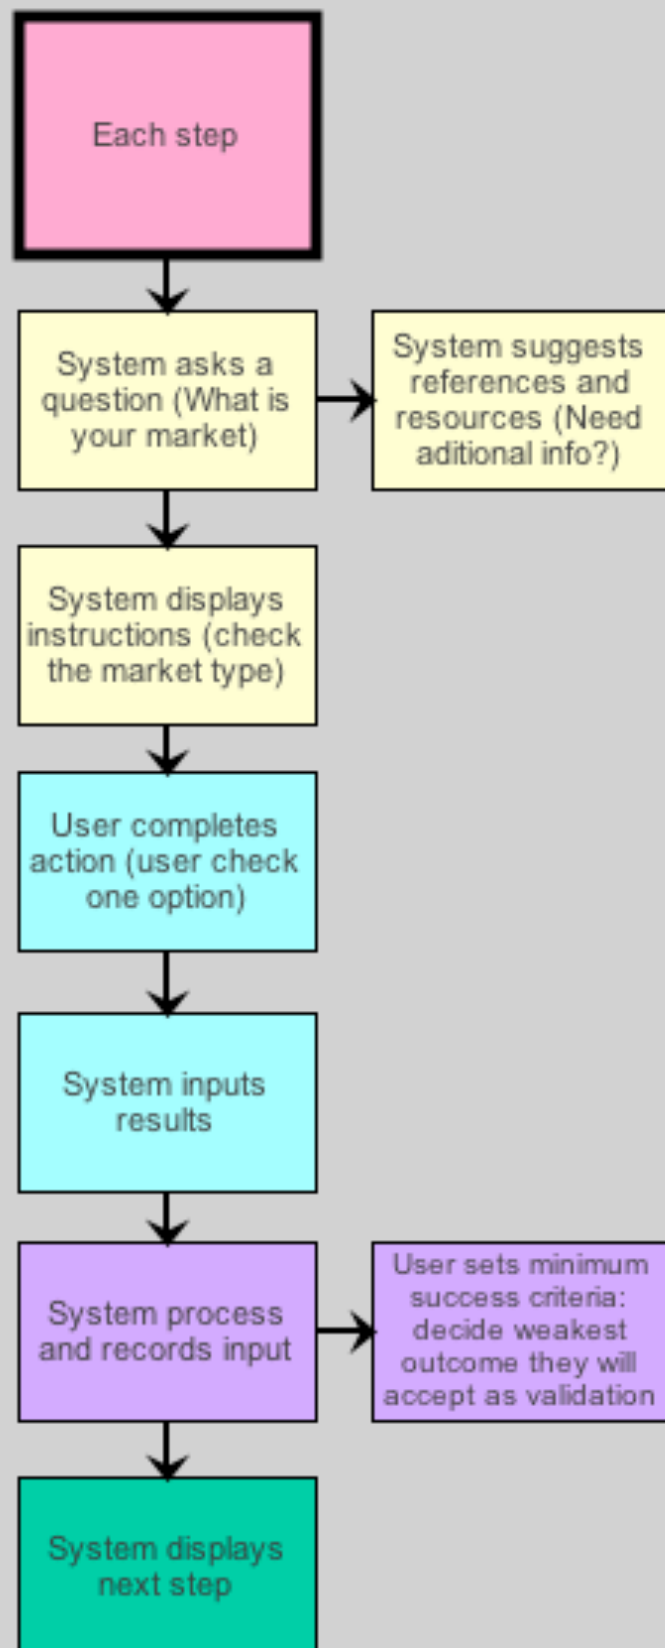 Each step
System asks a
question (What is
your market)
System suggests
references and
resources (Need
aditional info?)
System displays
instructions (check
the market type)
User completes
action (user check
one option)
System inputs
results
System process
and records input
User sets minimum
success criteria:
decide weakest
outcome they will
accept as validation
System displays
next step